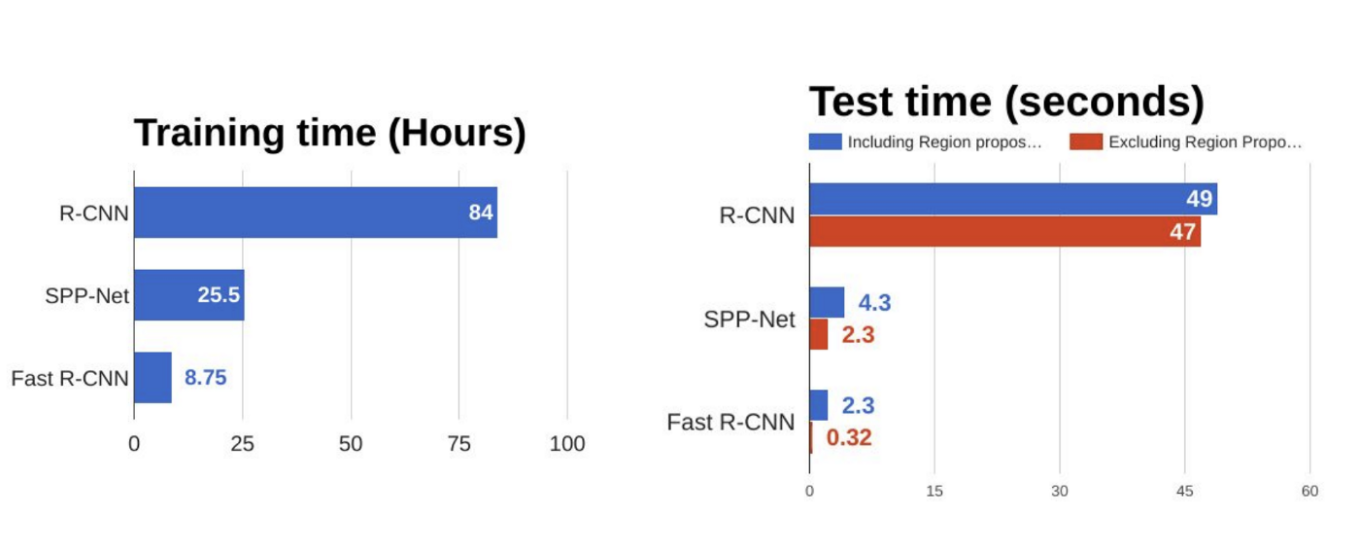 Training time (Hours)
R-CNN
84
SPP-Net
25.5
Fast R-CNN
8.75
0 25 50 75 100
Test time (seconds)
Including Region propos… Excluding Region Propo…
R-CNN
49
47
SPP-Net
4.3
2.3
Fast R-CNN
2.3
0.32
0 15 30 45 60